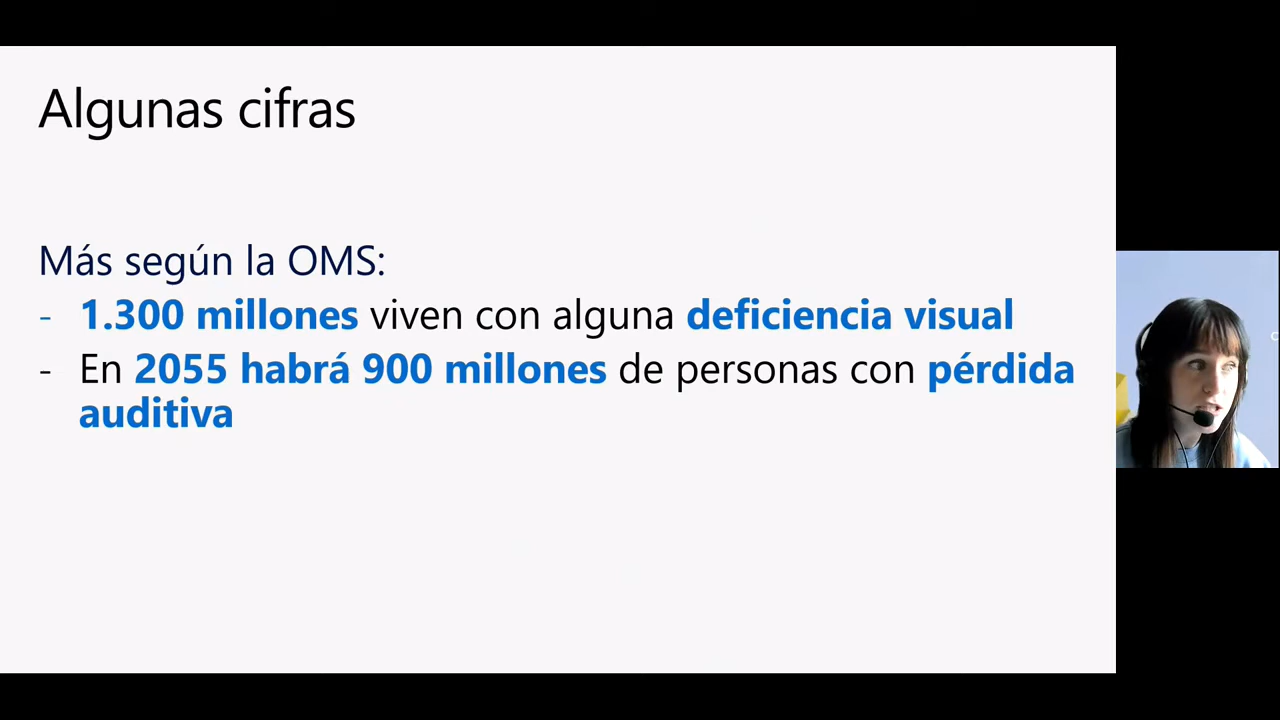 Algunas cifras
Más según la OMS:
- 1.300 millones viven con alguna deficiencia visual
- En 2055 habrá 900 millones de personas con pérdida
auditiva